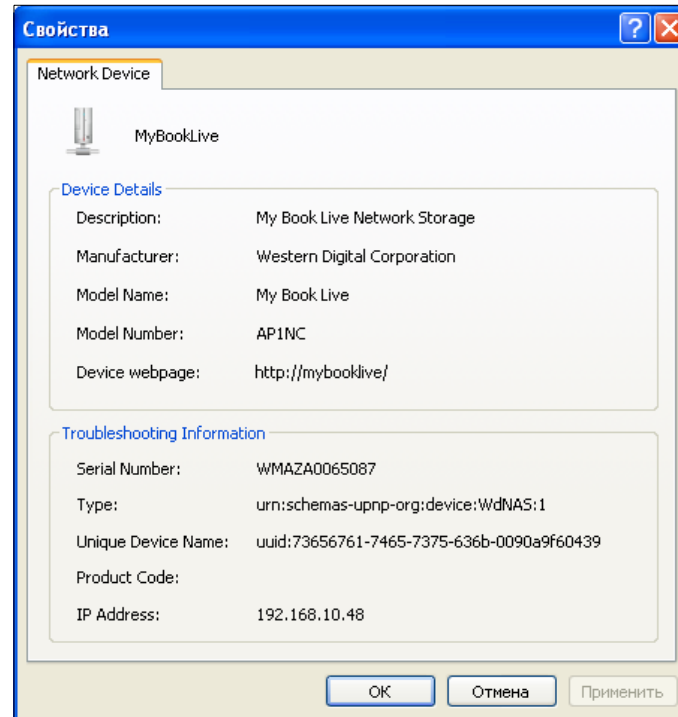 Свойства
Network Device
MyBookLive
Device Details
Description: My Book Live Network Storage
Manufacturer: Western Digital Corporation
Model Name: My Book Live
Model Number: AP1NC
Device webpage: http://mybooklive/
Troubleshooting Information
Serial Number: WMAZA0065087
Type: urn:schemas-upnp-org:device:WdNAS:1
Unique Device Name: uuid:73656761-7465-7375-636b-0090a9f60439
Product Code:
IP Address: 192.168.10.48
ОК Отмена Применить